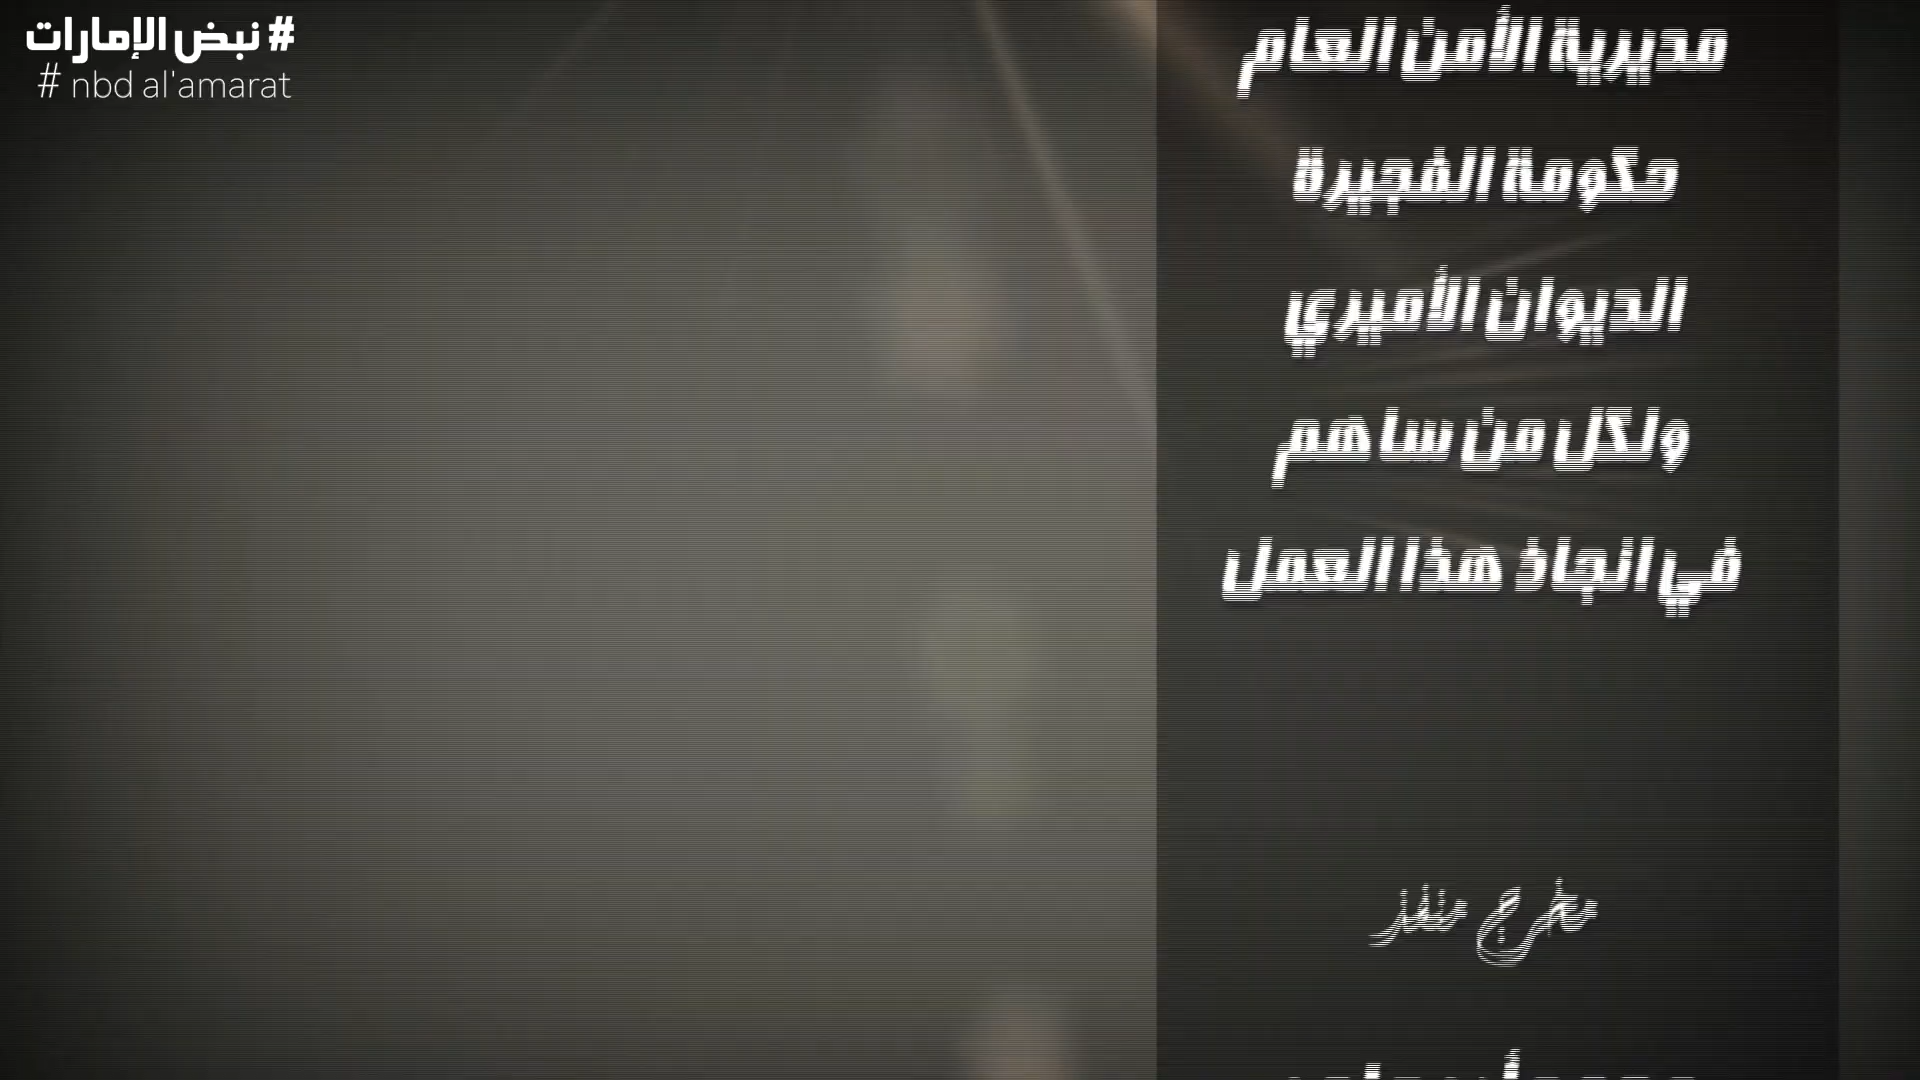 # نبض الإمارات
# nbd al'amarat
مديرية الأمن العام
حكومة الفجيرة
الديوان الأميري
ولكل من ساهم
في انجاذ هذا العمل
مخرج منفذ